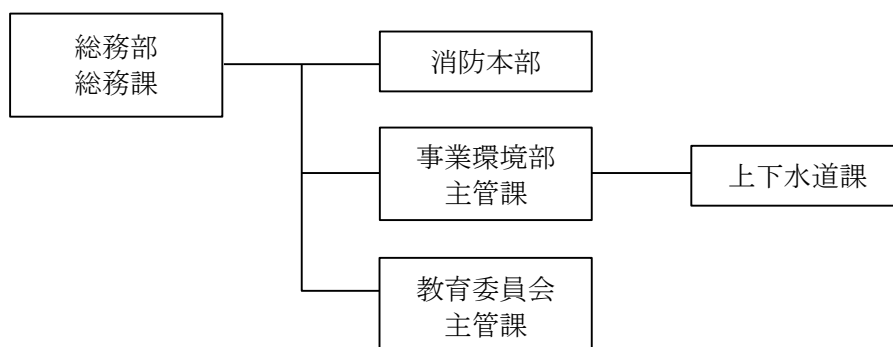 総務部
総務課
消防本部
事業環境部
主管課
上下水道課
教育委員会
主管課